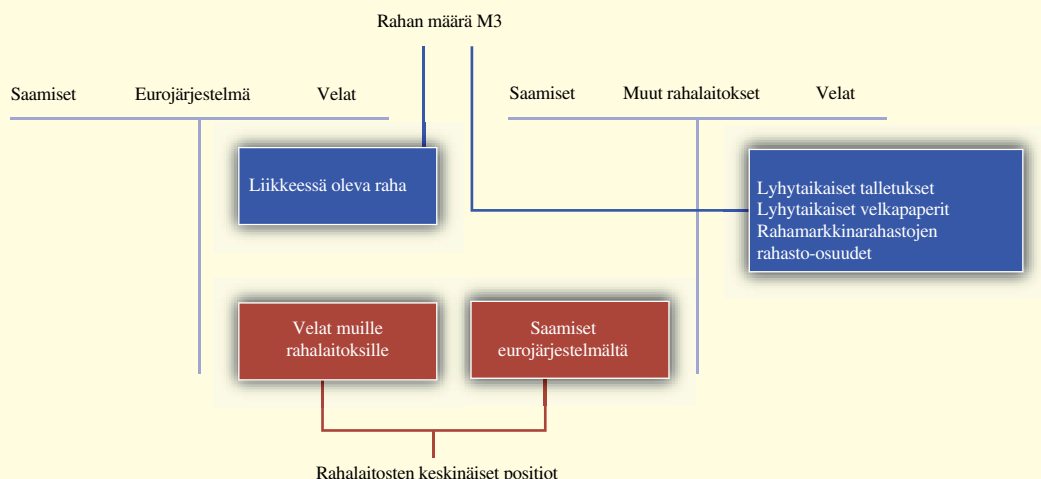 Rahan määrä M3
Saamiset Eurojärjestelmä Velat
Saamiset Muut rahalaitokset Velat
Liikkeessä oleva raha
Lyhytaikaiset talletukset
Lyhytaikaiset velkapaperit
Rahamarkkinarahastojen
rahasto-osuudet
Velat muille
rahalaitoksille
Saamiset
eurojärjestelmältä
Rahalaitosten keskinäiset positiot